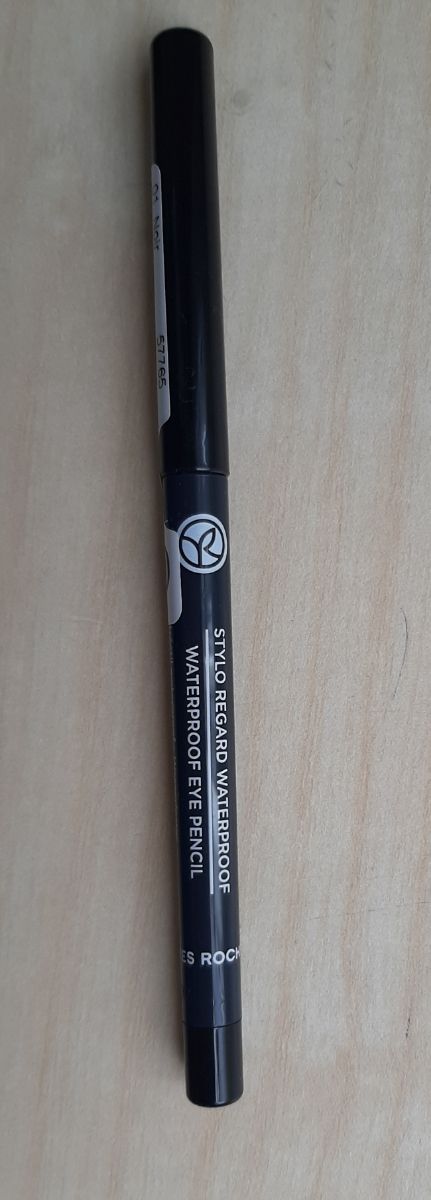 01 Noir
57765
STYLO REGARD WATERPROOF
WATERPROOF EYE PENCIL
ES ROCH